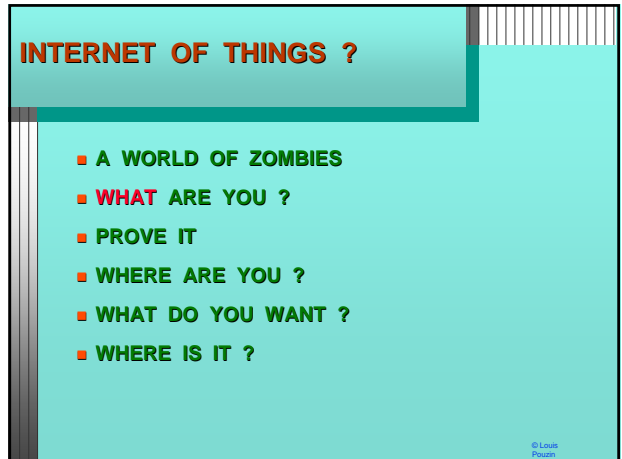 INTERNET OF THINGS ?
A WORLD OF ZOMBIES
WHAT ARE YOU ?
PROVE IT
WHERE ARE YOU ?
WHAT DO YOU WANT ?
WHERE IS IT ?
© Louis
Pouzin